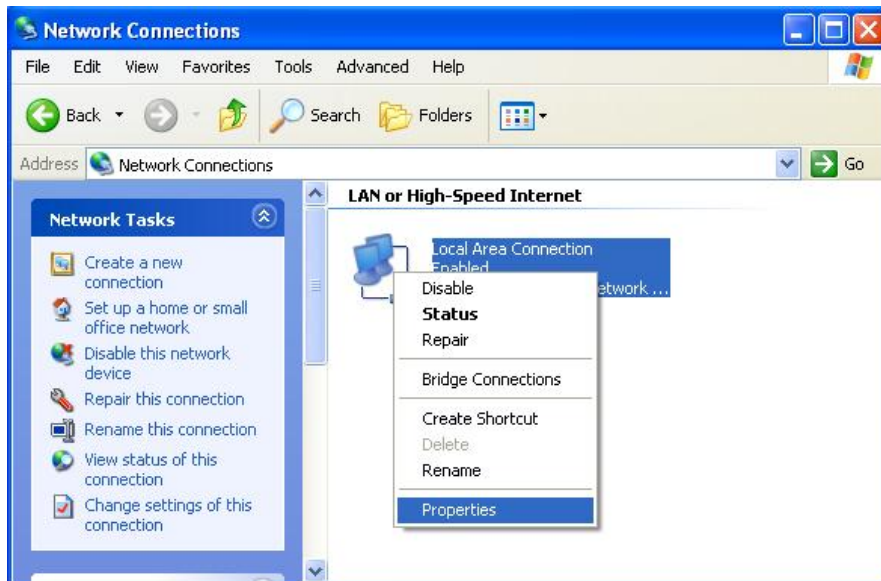 Network Connections
File Edit View Favorites Tools Advanced Help
Back Search Folders
Address Network Connections Go
Network Tasks
Create a new
connection
Set up a home or small
office network
Disable this network
device
Repair this connection
Rename this connection
View status of this
connection
Change settings of this
connection
LAN or High-Speed Internet
Local Area Connection
Enabled
etwork ...
Disable
Status
Repair
Bridge Connections
Create Shortcut
Delete
Rename
Properties